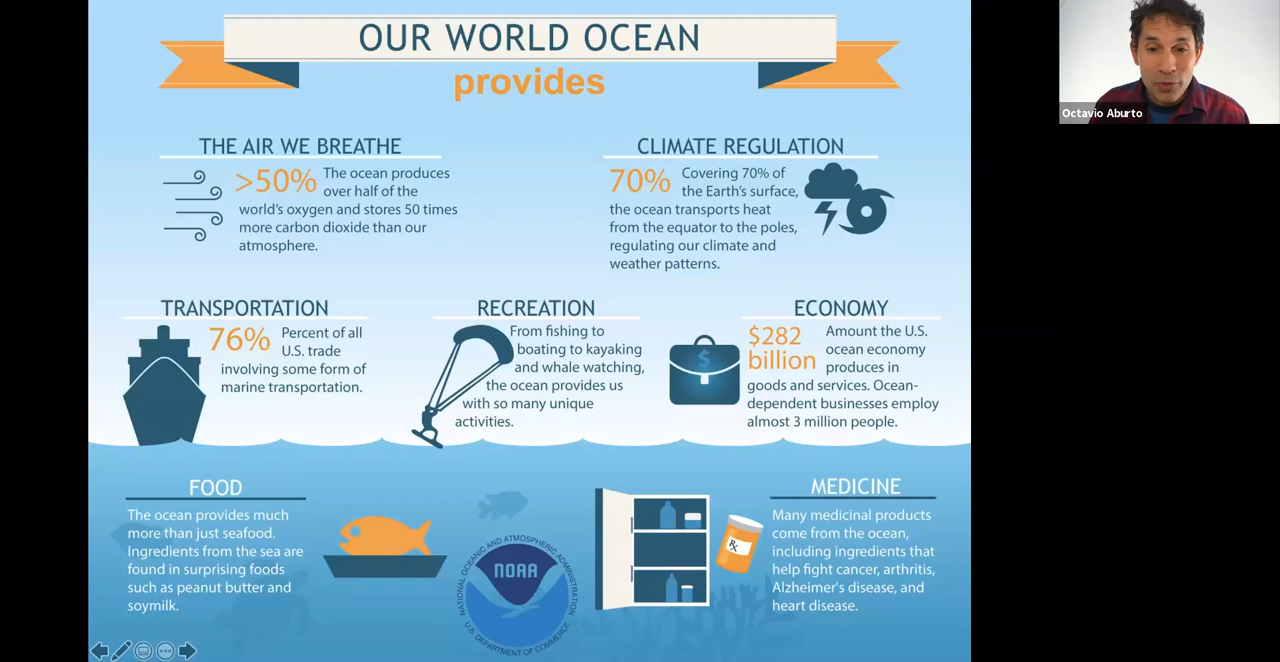 OUR WORLD OCEAN
provides
Octavio Aburto
THE AIR WE BREATHE
>50% The ocean produces
over half of the
world's oxygen and stores 50 times
more carbon dioxide than our
atmosphere.
CLIMATE REGULATION
70% Covering 70% of
the Earth's surface,
the ocean transports heat
from the equator to the poles,
regulating our climate and
weather patterns.
TRANSPORTATION
76% Percent of all
U.S. trade
involving some form of
marine transportation.
RECREATION
From fishing to
boating to kayaking
and whale watching,
the ocean provides us
with so many unique
activities.
ECONOMY
$
$282
billion
Amount the U.S.
ocean economy
produces in
goods and services. Ocean-
dependent businesses employ
almost 3 million people.
FOOD
The ocean provides much
more than just seafood.
Ingredients from the sea are
found in surprising foods
such as peanut butter and
soymilk.
NATIONAL OCEANIC AND ATMOSPHERIC ADMINISTRATION
NOAA
U.S. DEPARTMENT OF COMMERCE
Rx
MEDICINE
Many medicinal products
come from the ocean,
including ingredients that
help fight cancer, arthritis,
Alzheimer's disease, and
heart disease.